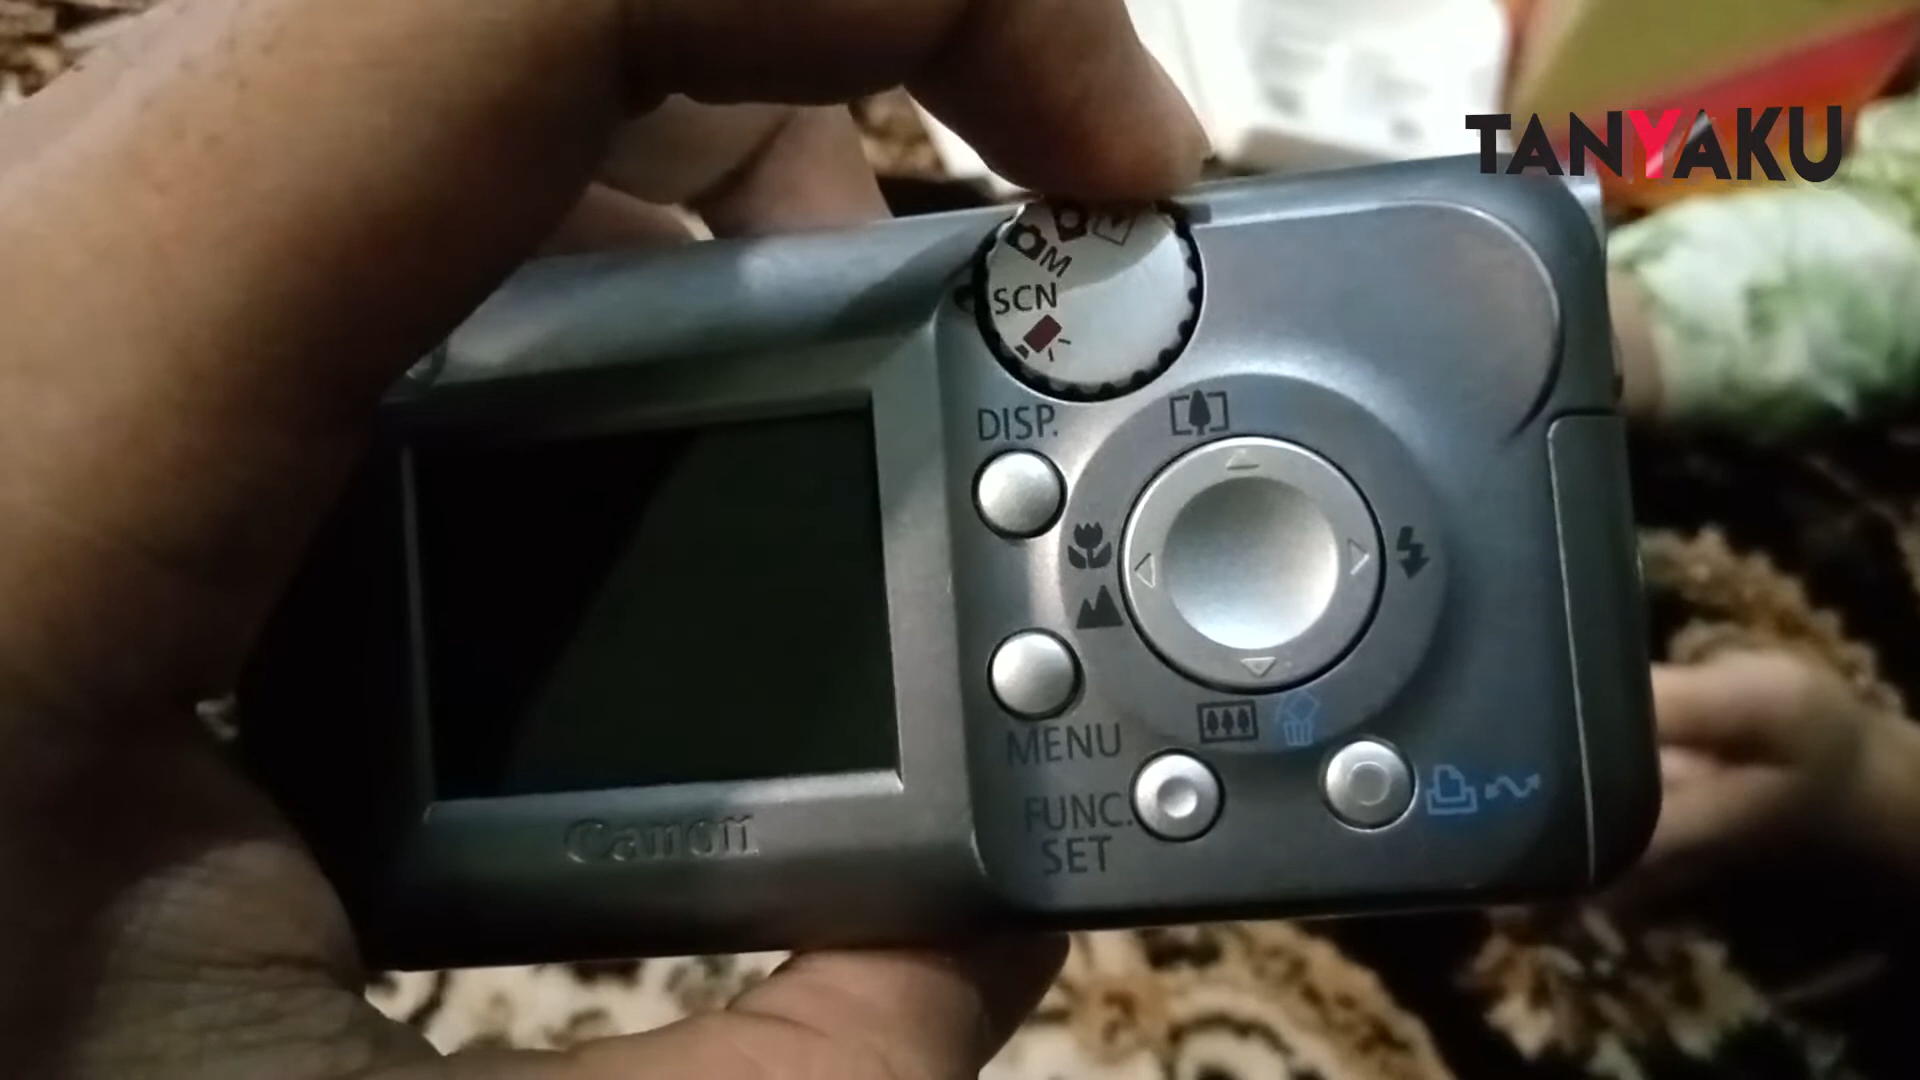 TANYAKU
M
SCN
DISP.
MENU
FUNC.
SET
Canon